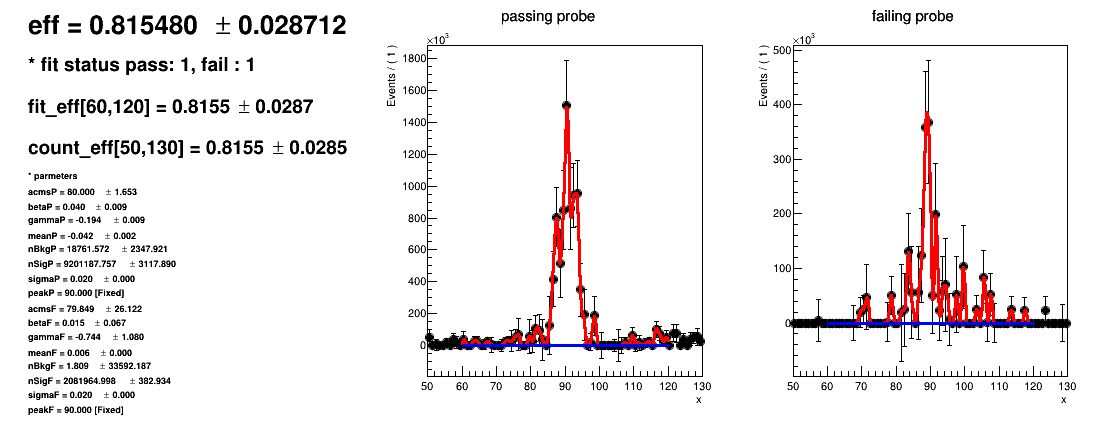 eff = 0.815480 ± 0.028712
* fit status pass: 1, fail : 1
fit_eff[60,120] = 0.8155 ± 0.0287
count_eff[50,130] = 0.8155 ± 0.0285
* parmeters
acmsP = 80.000 ± 1.653
betaP = 0.040 ± 0.009
gammaP = -0.194 ± 0.009
meanP = -0.042 ± 0.002
nBkgP = 18761.572 ± 2347.921
nSigP = 9201187.757 ± 3117.890
sigmaP = 0.020 ± 0.000
peakP = 90.000 [Fixed]
acmsF = 79.849 ± 26.122
betaF = 0.015 ± 0.067
gammaF = -0.744 ± 1.080
meanF = 0.006 ± 0.000
nBkgF = 1.809 ± 33592.187
nSigF = 2081964.998 ± 382.934
sigmaF = 0.020 ± 0.000
peakF = 90.000 [Fixed]
passing probe
×10³
Events / ( 1 )
1800
1600
1400
1200
1000
800
600
400
200
0
50 60 70 80 90 100 110 120 130
x
failing probe
×10³
Events / ( 1 )
500
400
300
200
100
0
50 60 70 80 90 100 110 120 130
x